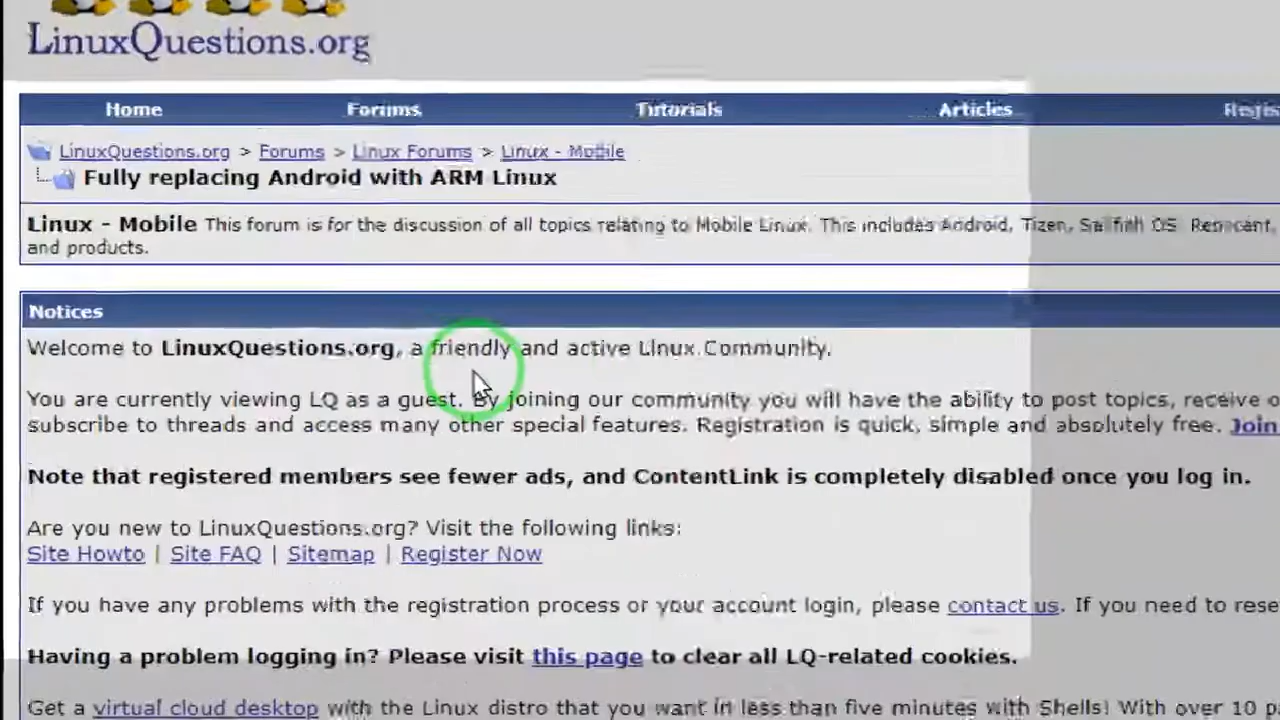 LinuxQuestions.org
Home Forums Tutorials Articles
LinuxQuestions.org > Forums > Linux Forums > Linux - Mobile
Fully replacing Android with ARM Linux
Linux - Mobile This forum is for the discussion of all topics relating to Mobile Linux. This includes Android, Tizen, Sailfish OS, Replicant,
and products.
Notices
Welcome to LinuxQuestions.org, a friendly and active Linux Community.
You are currently viewing LQ as a guest. By joining our community you will have the ability to post topics, receive
subscribe to threads and access many other special features. Registration is quick, simple and absolutely free. Join
Note that registered members see fewer ads, and ContentLink is completely disabled once you log in.
Are you new to LinuxQuestions.org? Visit the following links:
Site Howto | Site FAQ | Sitemap | Register Now
If you have any problems with the registration process or your account login, please contact us. If you need to
Having a problem logging in? Please visit this page to clear all LQ-related cookies.
Get a virtual cloud desktop with the Linux distro that you want in less than five minutes with Shells! With over 10